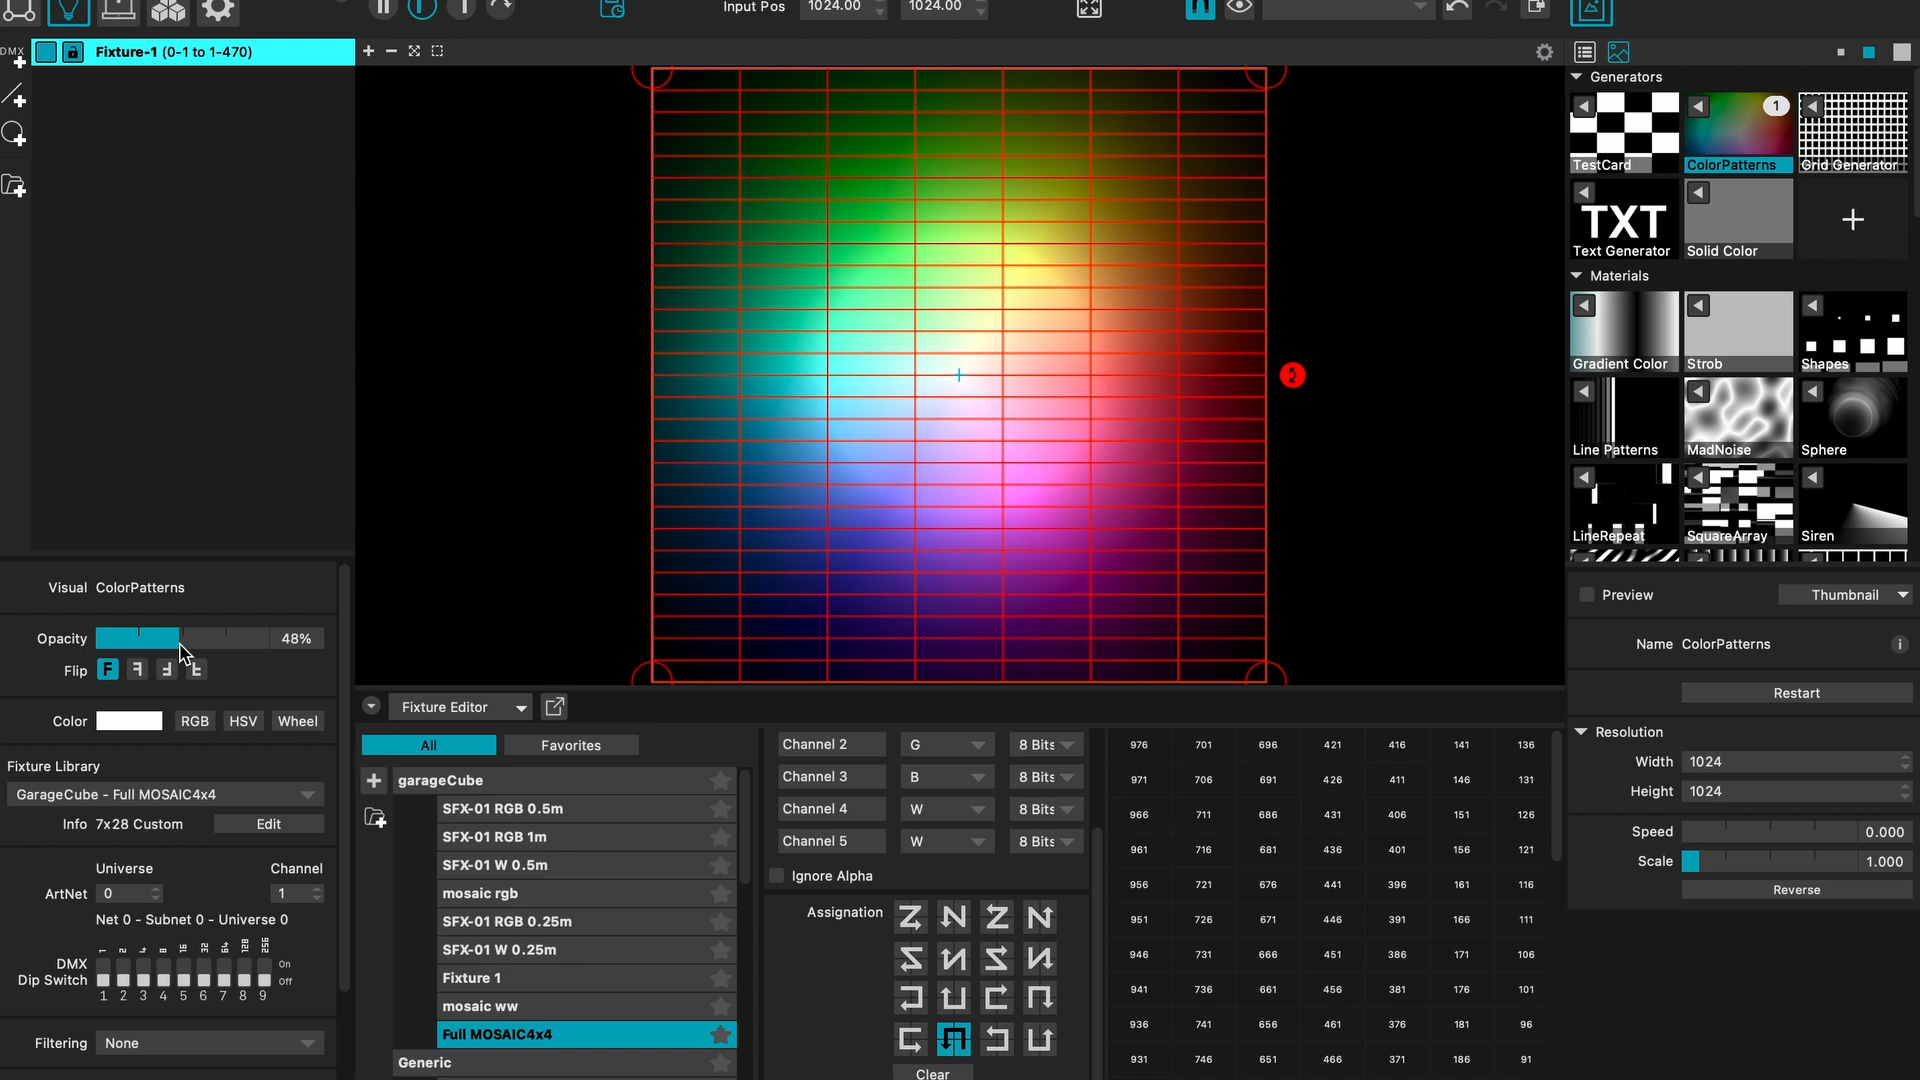 Input Pos 1024.00 1024.00
DMX
Fixture-1 (0-1 to 1-470)
Generators
1
TestCard ColorPatterns Grid Generator
TXT
Text Generator Solid Color
Materials
Gradient Color Strob Shapes
Line Patterns MadNoise Sphere
LineRepeat SquareArray Siren
Visual ColorPatterns
Opacity 48%
Flip
Color RGB HSV Wheel
Fixture Library
GarageCube - Full MOSAIC4x4
Info 7x28 Custom Edit
Universe Channel
ArtNet 0 1
Net 0 - Subnet 0 - Universe 0
1 2 4 8 16 32 64 128 256
DMX On
Dip Switch Off
1 2 3 4 5 6 7 8 9
Filtering None
Fixture Editor
All Favorites
garageCube
SFX-01 RGB 0.5m
SFX-01 RGB 1m
SFX-01 W 0.5m
mosaic rgb
SFX-01 RGB 0.25m
SFX-01 W 0.25m
Fixture 1
mosaic ww
Full MOSAIC4x4
Generic
Channel 2 G 8 Bits
Channel 3 B 8 Bits
Channel 4 W 8 Bits
Channel 5 W 8 Bits
Ignore Alpha
Assignation
Clear
976 701 696 421 416 141 136
971 706 691 426 411 146 131
966 711 686 431 406 151 126
961 716 681 436 401 156 121
956 721 676 441 396 161 116
951 726 671 446 391 166 111
946 731 666 451 386 171 106
941 736 661 456 381 176 101
936 741 656 461 376 181 96
931 746 651 466 371 186 91
Preview Thumbnail
Name ColorPatterns
Restart
Resolution
Width 1024
Height 1024
Speed 0.000
Scale 1.000
Reverse